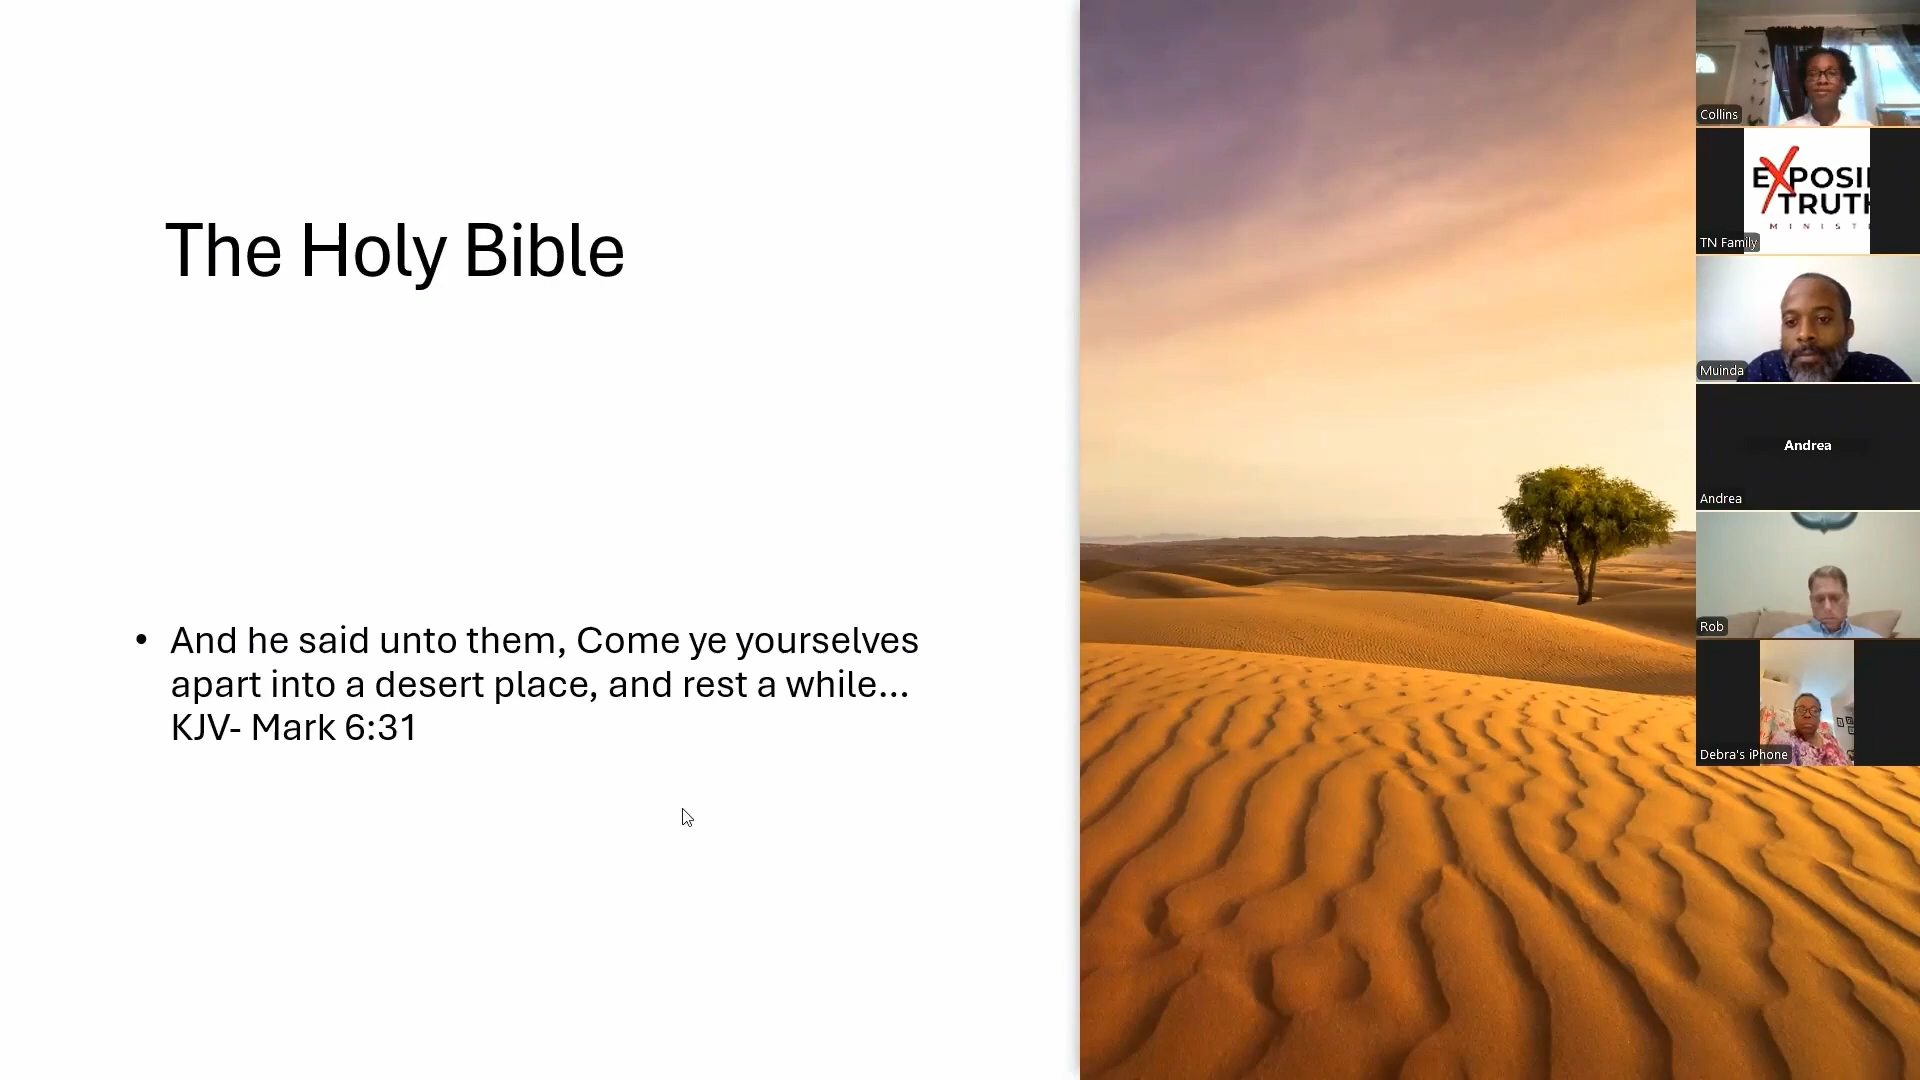 The Holy Bible
• And he said unto them, Come ye yourselves
apart into a desert place, and rest a while...
KJV- Mark 6:31
Collins
TRUTH
TN Family
Muinda
Andrea
Andrea
Rob
Debra's iPhone